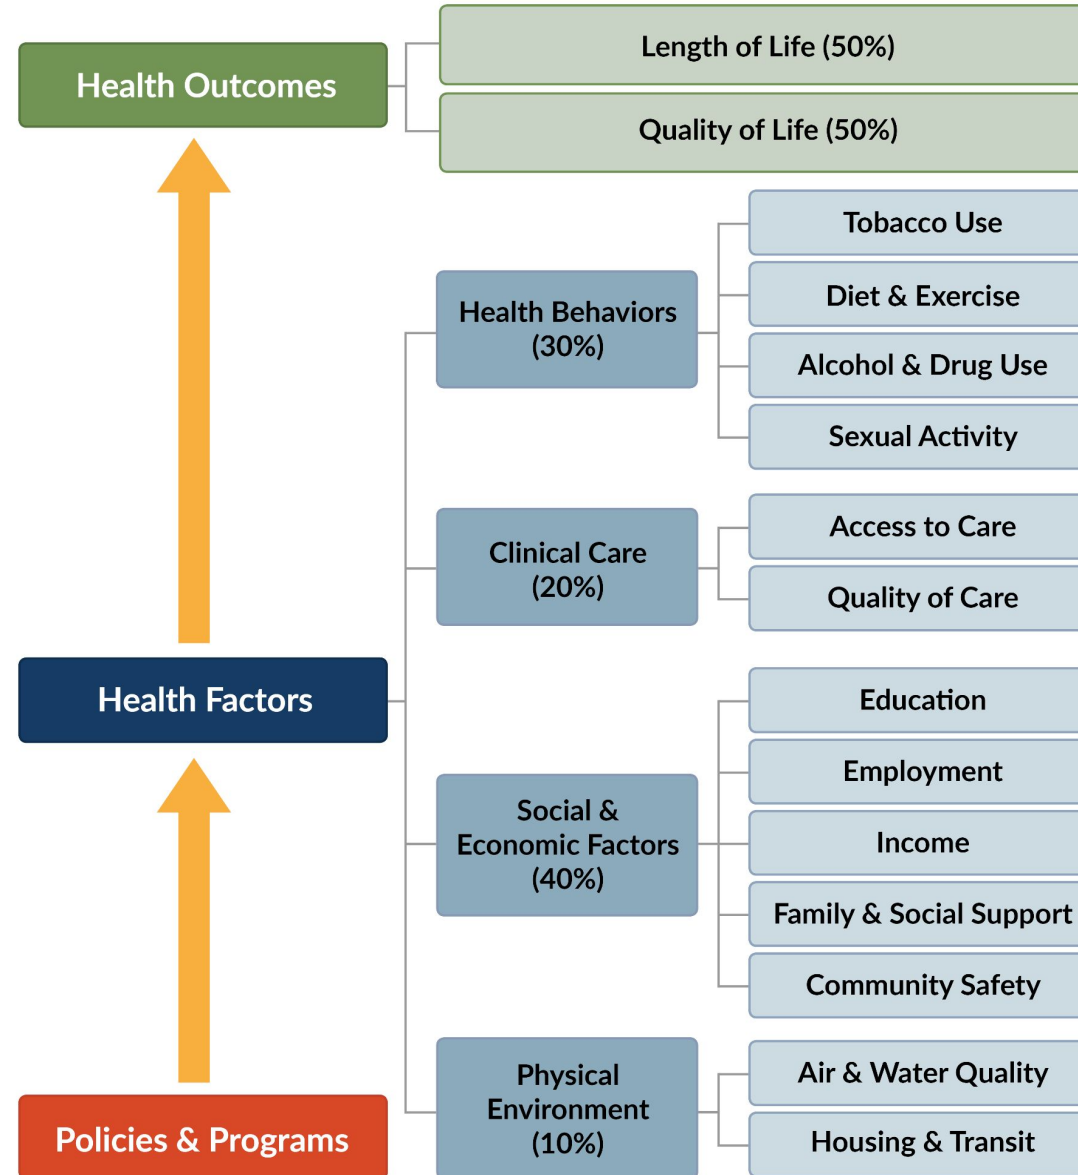 Health Outcomes
Length of Life (50%)
Quality of Life (50%)
Health Factors
Health Behaviors
(30%)
Tobacco Use
Diet & Exercise
Alcohol & Drug Use
Sexual Activity
Clinical Care
(20%)
Access to Care
Quality of Care
Social &
Economic Factors
(40%)
Education
Employment
Income
Family & Social Support
Community Safety
Physical
Environment
(10%)
Air & Water Quality
Housing & Transit
Policies & Programs